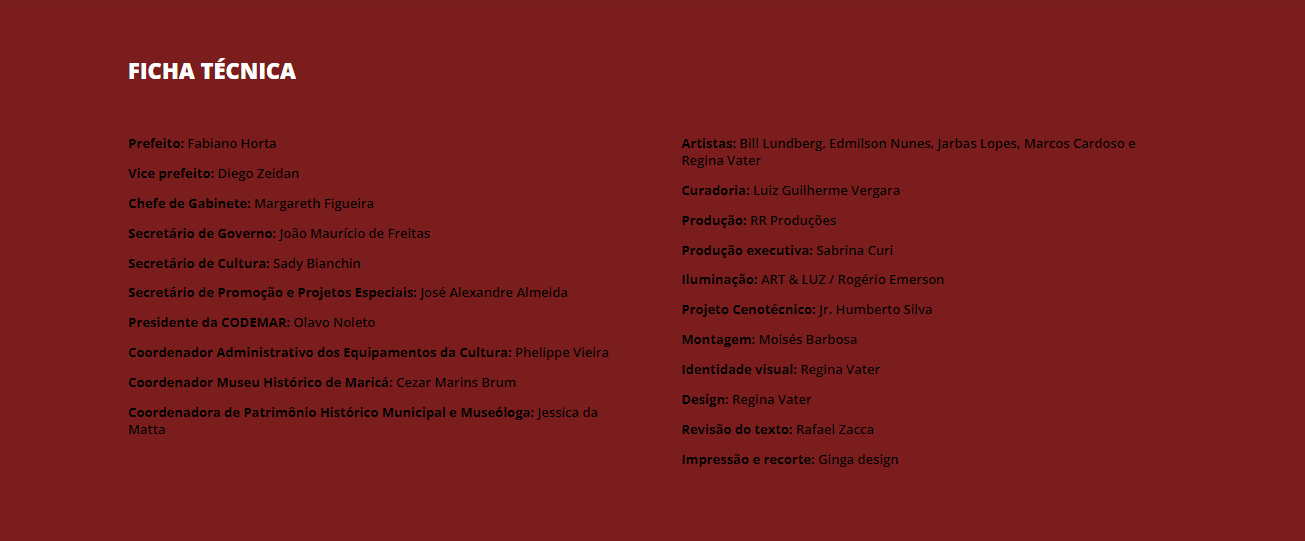 FICHA TÉCNICA
Prefeito: Fabiano Horta
Vice prefeito: Diego Zeidan
Chefe de Gabinete: Margareth Figueira
Secretário de Governo: João Maurício de Freitas
Secretário de Cultura: Sady Bianchin
Secretário de Promoção e Projetos Especiais: José Alexandre Almeida
Presidente da CODEMAR: Olavo Noleto
Coordenador Administrativo dos Equipamentos da Cultura: Phelippe Vieira
Coordenador Museu Histórico de Maricá: Cezar Marins Brum
Coordenadora de Patrimônio Histórico Municipal e Museóloga: Jessica da
Matta
Artistas: Bill Lundberg, Edmilson Nunes, Jarbas Lopes, Marcos Cardoso e
Regina Vater
Curadoria: Luiz Guilherme Vergara
Produção: RR Produções
Produção executiva: Sabrina Curi
Iluminação: ART & LUZ / Rogério Emerson
Projeto Cenotécnico: Jr. Humberto Silva
Montagem: Moisés Barbosa
Identidade visual: Regina Vater
Design: Regina Vater
Revisão do texto: Rafael Zacca
Impressão e recorte: Ginga design